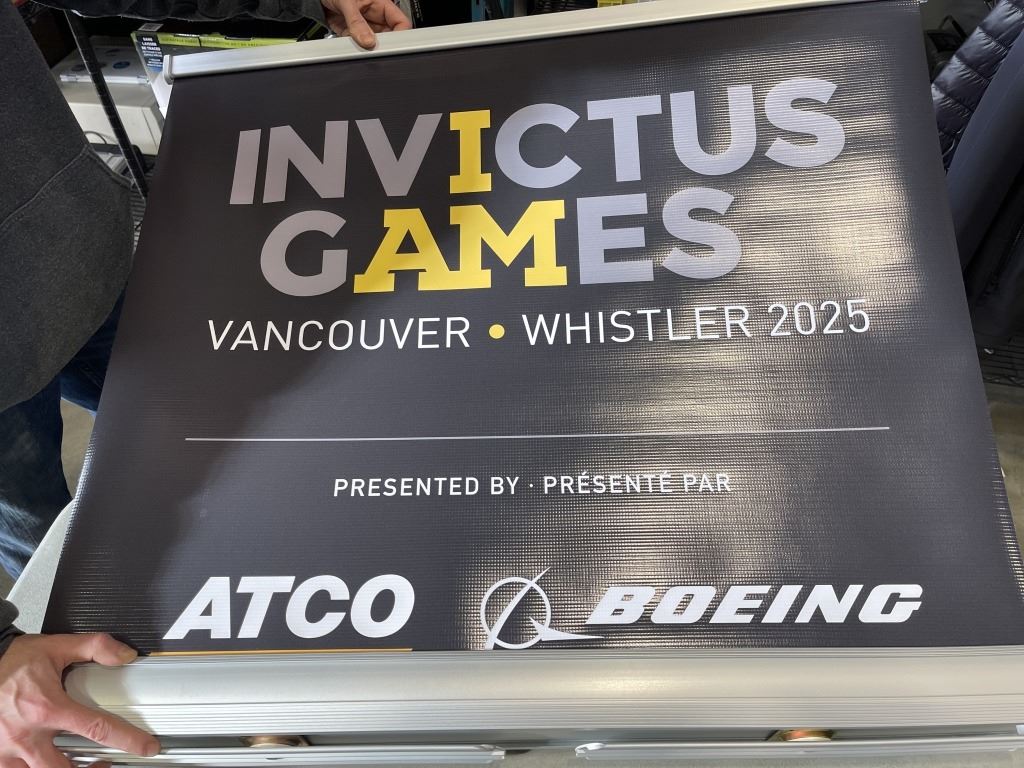 INVICTUS
GAMES
VANCOUVER • WHISTLER 2025
PRESENTED BY · PRÉSENTÉ PAR
ATCO BOEING